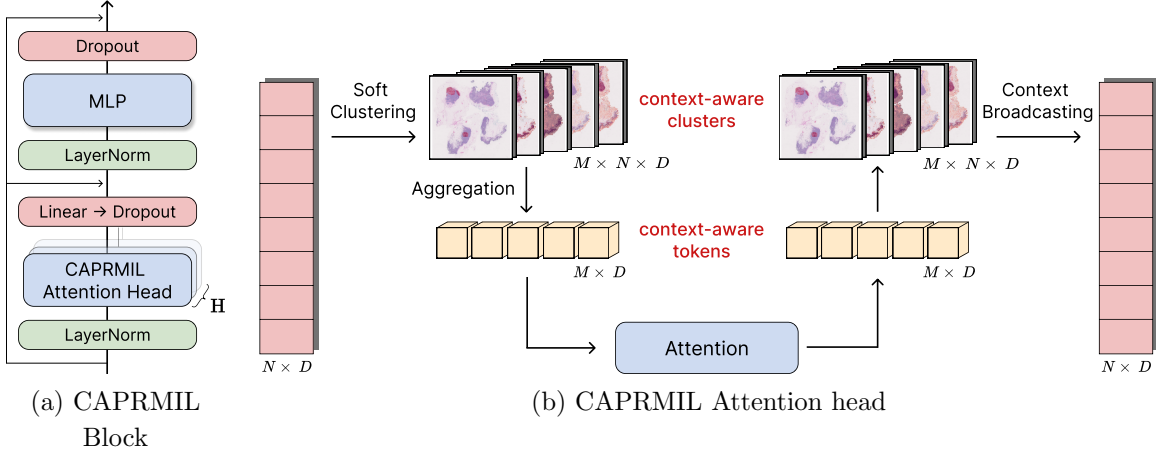 Dropout
MLP
LayerNorm
Linear → Dropout
CAPRMIL
Attention Head
H
LayerNorm
(a) CAPRMIL
Block
N × D
Soft
Clustering
context-aware
clusters
M × N × D
Aggregation
context-aware
tokens
M × D
Attention
M × D
M × N × D
Context
Broadcasting
N × D
(b) CAPRMIL Attention head